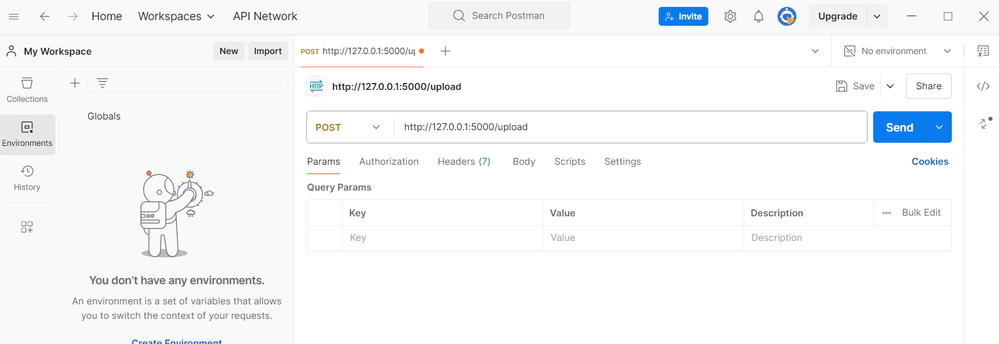 Home
Workspaces
API Network
Search Postman
Invite
Upgrade
My Workspace
New
Import
POST http://127.0.0.1:5000/up
No environment
Collections
Environments
History
Globals
You don't have any environments.
An environment is a set of variables that allows
you to switch the context of your requests.
Create Environment
HTTP
http://127.0.0.1:5000/upload
Save
Share
POST
http://127.0.0.1:5000/upload
Send
Params
Authorization
Headers (7)
Body
Scripts
Settings
Cookies
Query Params
Key
Value
Description
Bulk Edit
Key
Value
Description